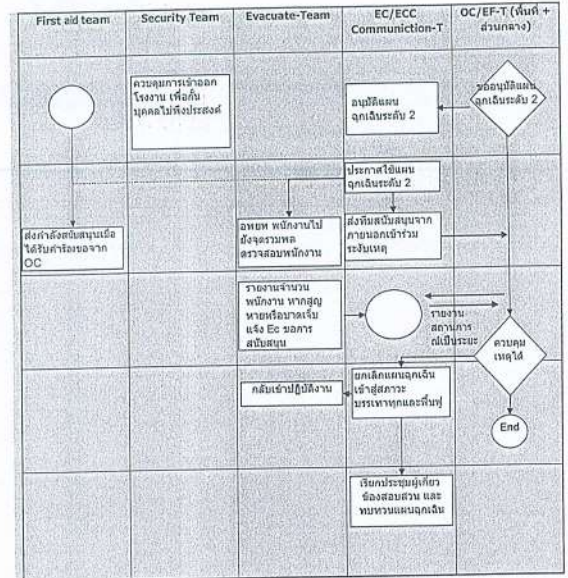 First aid team
Security Team
Evacuate-Team
EC/ECC
Communiction-T
OC/EF-T (พื้นที่ +
ส่วนกลาง)
ควบคุมการเข้าออก
โรงงาน เพื่อกั้น
บุคคลไม่พึงประสงค์
อนุมัติแผน
ฉุกเฉินระดับ 2
ขออนุมัติแผน
ฉุกเฉินระดับ 2
ประกาศใช้แผน
ฉุกเฉินระดับ 2
ส่งกำลังสนับสนุนเมื่อ
ได้รับคำร้องขอจาก
OC
อพยพ พนักงานไป
ยังจุดรวมพล
ตรวจสอบพนักงาน
ส่งทีมสนับสนุนจาก
ภายนอกเข้าร่วม
ระงับเหตุ
รายงานจำนวน
พนักงาน หากสูญ
หายหรือบาดเจ็บ
แจ้ง Ec ขอการ
สนับสนุน
รายงาน
สถานการ
ณ์เป็นระยะ
ควบคุม
เหตุได้
กลับเข้าปฏิบัติงาน
ยกเลิกแผนฉุกเฉิน
เข้าสู่สภาวะ
บรรเทาทุกและฟื้นฟู
End
เรียกประชุมผู้เกี่ยว
ข้องสอบสวน และ
ทบทวนแผนฉุกเฉิน